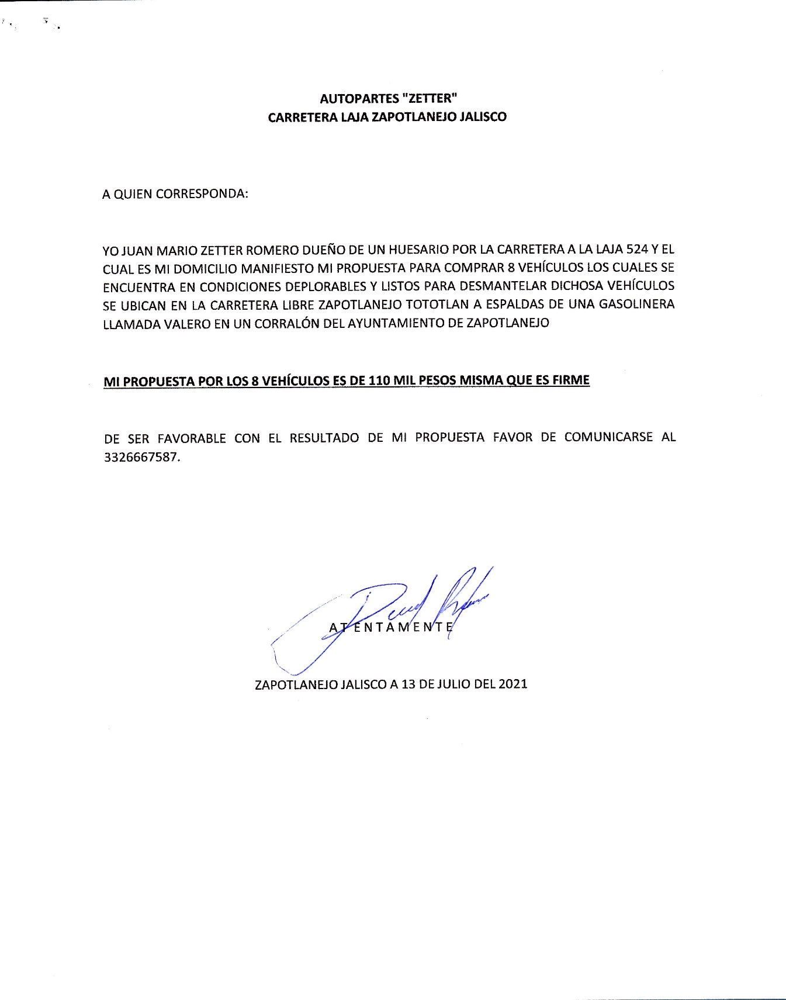 AUTOPARTES "ZETTER"
CARRETERA LAJA ZAPOTLANEJO JALISCO
A QUIEN CORRESPONDA:
YO JUAN MARIO ZETTER ROMERO DUEÑO DE UN HUESARIO POR LA CARRETERA A LA LAJA 524 Y EL
CUAL ES MI DOMICILIO MANIFIESTO MI PROPUESTA PARA COMPRAR 8 VEHÍCULOS LOS CUALES SE
ENCUENTRA EN CONDICIONES DEPLORABLES Y LISTOS PARA DESMANTELAR DICHOSA VEHÍCULOS
SE UBICAN EN LA CARRETERA LIBRE ZAPOTLANEJO TOTOTLAN A ESPALDAS DE UNA GASOLINERA
LLAMADA VALERO EN UN CORRALÓN DEL AYUNTAMIENTO DE ZAPOTLANEJO
MI PROPUESTA POR LOS 8 VEHÍCULOS ES DE 110 MIL PESOS MISMA QUE ES FIRME
DE SER FAVORABLE CON EL RESULTADO DE MI PROPUESTA FAVOR DE COMUNICARSE AL
3326667587.
ATENTAMENTE
ZAPOTLANEJO JALISCO A 13 DE JULIO DEL 2021